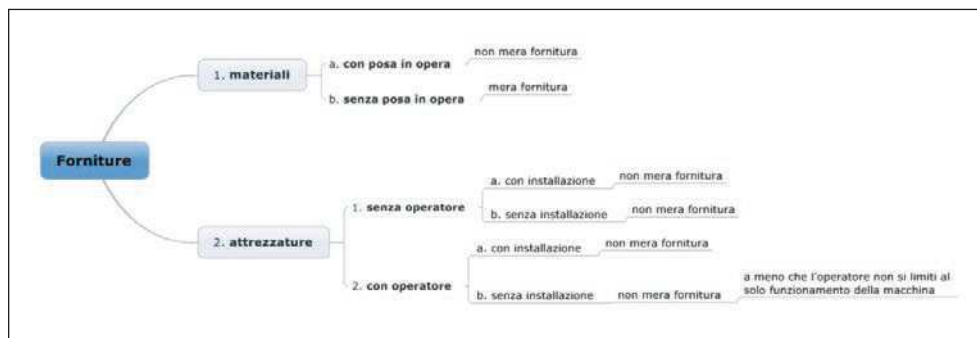 Forniture
1. materiali
a. con posa in opera
non mera fornitura
b. senza posa in opera
mera fornitura
2. attrezzature
1. senza operatore
a. con installazione
non mera fornitura
b. senza installazione
non mera fornitura
2. con operatore
a. con installazione
non mera fornitura
b. senza installazione
non mera fornitura
a meno che l'operatore non si limiti al
solo funzionamento della macchina